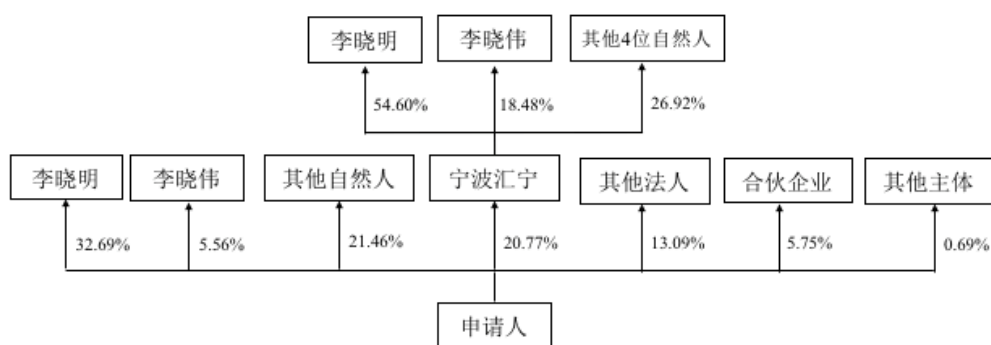 李晓明
李晓伟
其他4位自然人
54.60%
18.48%
26.92%
李晓明
李晓伟
其他自然人
宁波汇宁
其他法人
合伙企业
其他主体
32.69%
5.56%
21.46%
20.77%
13.09%
5.75%
0.69%
申请人